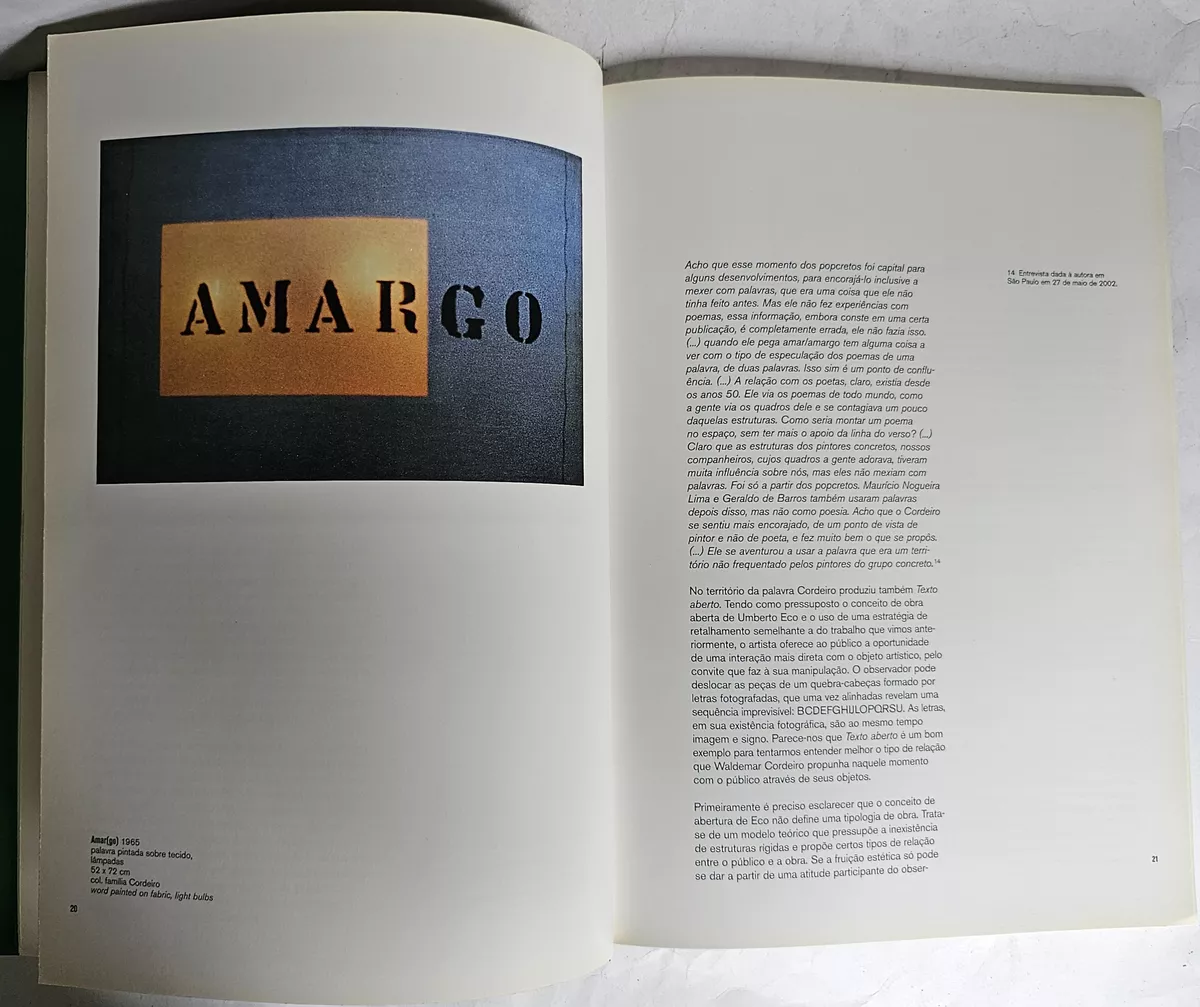 AMARGO
Amar(go) 1965
palavra pintada sobre tecido,
lâmpadas
52 x 72 cm
col. família Cordeiro
word painted on fabric, light bulbs
20
Acho que esse momento dos popcretos foi capital para
alguns desenvolvimentos, para encorajá-lo inclusive a
mexer com palavras, que era uma coisa que ele não
tinha feito antes. Mas ele não fez experiências com
poemas, essa informação, embora conste em uma certa
publicação, é completamente errada, ele não fazia isso.
(...) quando ele pega amar/amargo tem alguma coisa a
ver com o tipo de especulação dos poemas de uma
palavra, de duas palavras. Isso sim é um ponto de conflu-
ência. (...) A relação com os poetas, claro, existia desde
os anos 50. Ele via os poemas de todo mundo, como
a gente via os quadros dele e se contagiava um pouco
daquelas estruturas. Como seria montar um poema
no espaço, sem ter mais o apoio da linha do verso? (...)
Claro que as estruturas dos pintores concretos, nossos
companheiros, cujos quadros a gente adorava, tiveram
muita influência sobre nós, mas eles não mexiam com
palavras. Foi só a partir dos popcretos. Maurício Nogueira
Lima e Geraldo de Barros também usaram palavras
depois disso, mas não como poesia. Acho que o Cordeiro
se sentiu mais encorajado, de um ponto de vista de
pintor e não de poeta, e fez muito bem o que se propôs.
(...) Ele se aventurou a usar a palavra que era um terri-
tório não frequentado pelos pintores do grupo concreto.14
No território da palavra Cordeiro produziu também Texto
aberto. Tendo como pressuposto o conceito de obra
aberta de Umberto Eco e o uso de uma estratégia de
retalhamento semelhante a do trabalho que vimos ante-
riormente, o artista oferece ao público a oportunidade
de uma interação mais direta com o objeto artístico, pelo
convite que faz à sua manipulação. O observador pode
deslocar as peças de um quebra-cabeças formado por
letras fotografadas, que uma vez alinhadas revelam uma
sequência imprevisível: BCDEFGHIJLOPQRSU. As letras,
em sua existência fotográfica, são ao mesmo tempo
imagem e signo. Parece-nos que Texto aberto é um bom
exemplo para tentarmos entender melhor o tipo de relação
que Waldemar Cordeiro propunha naquele momento
com o público através de seus objetos.
Primeiramente é preciso esclarecer que o conceito de
abertura de Eco não define uma tipologia de obra. Trata-
se de um modelo teórico que pressupõe a inexistência
de estruturas rígidas e propõe certos tipos de relação
entre o público e a obra. Se a fruição estética só pode
se dar a partir de uma atitude participante do obser-
14 Entrevista dada à autora em
São Paulo em 27 de maio de 2002.
21